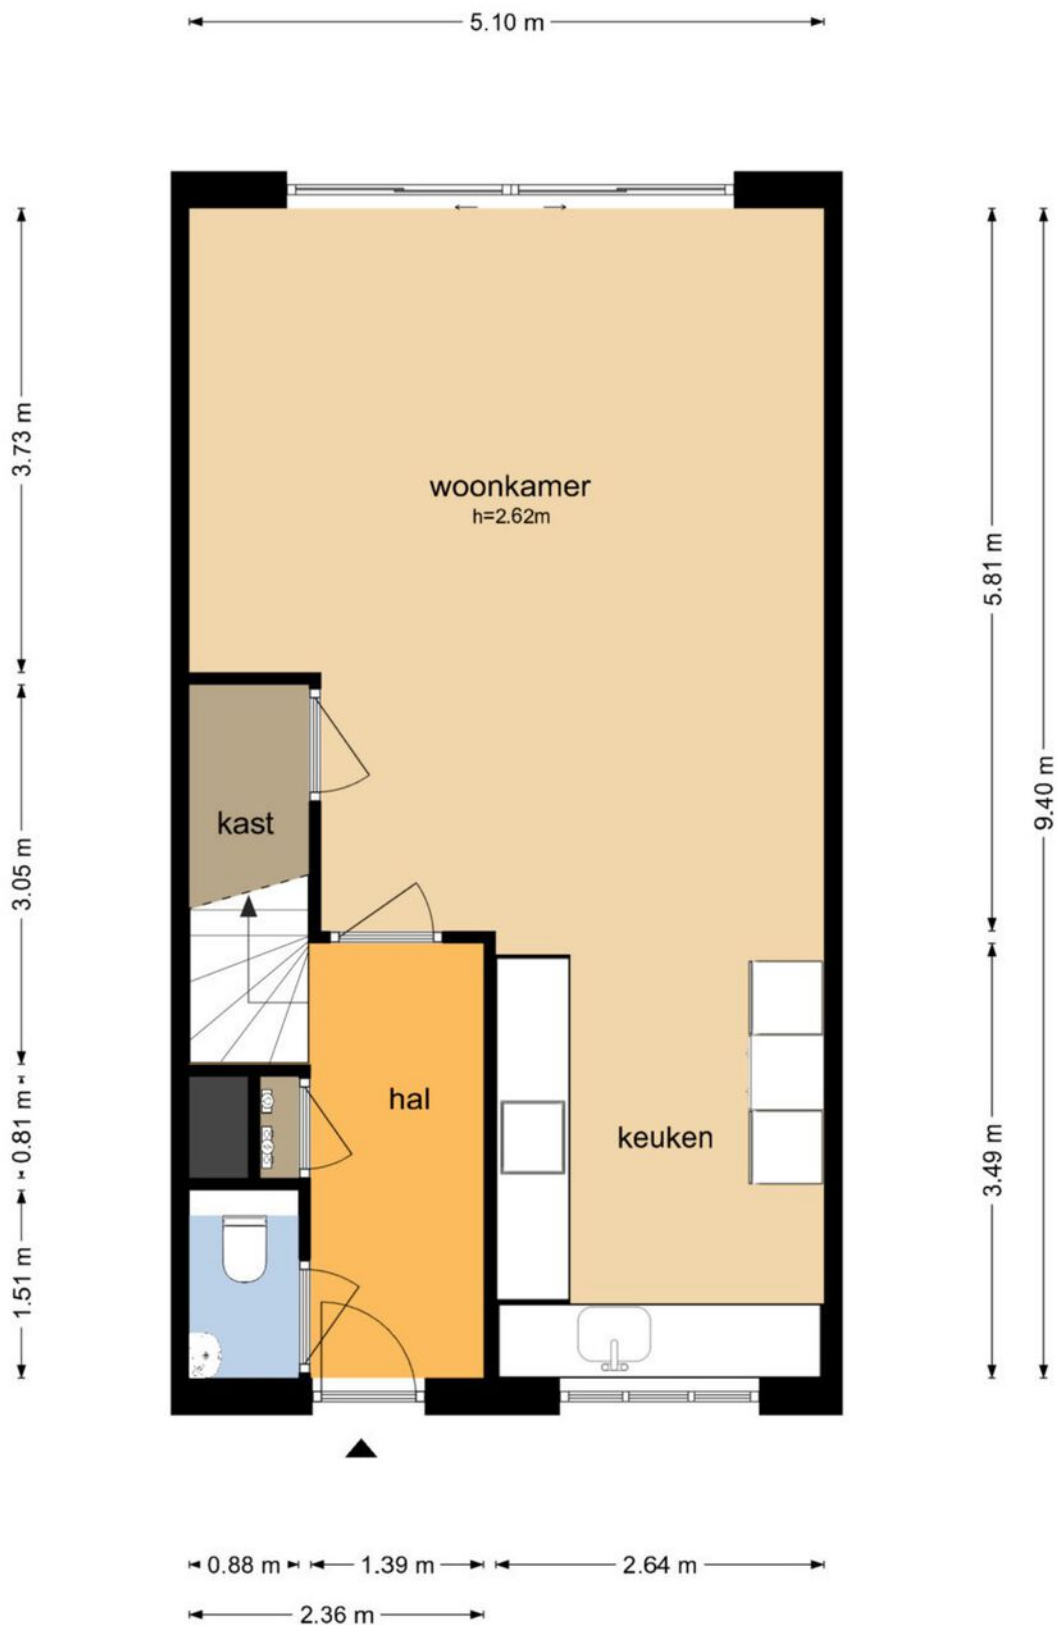 5.10 m
3.73 m
woonkamer
h=2.62m
5.81 m
9.40 m
kast
3.05 m
hal
0.81 m
keuken
3.49 m
1.51 m
0.88 m
1.39 m
2.64 m
2.36 m